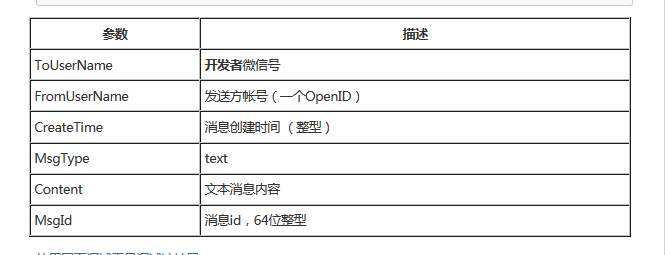 参数 描述
ToUserName 开发者微信号
FromUserName 发送方帐号（一个OpenID）
CreateTime 消息创建时间 （整型）
MsgType text
Content 文本消息内容
MsgId 消息id，64位整型